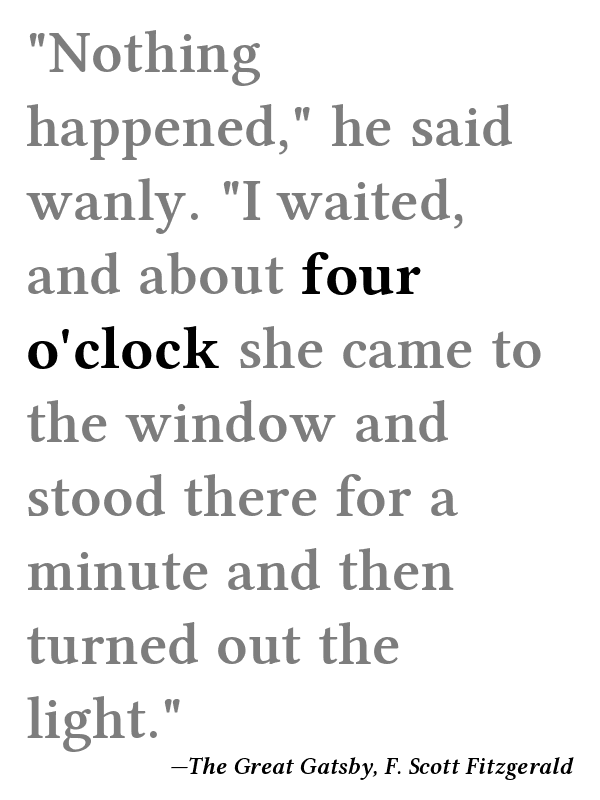 "Nothing
happened," he said
wanly. "I waited,
and about four
o'clock she came to
the window and
stood there for a
minute and then
turned out the
light."
—The Great Gatsby, F. Scott Fitzgerald